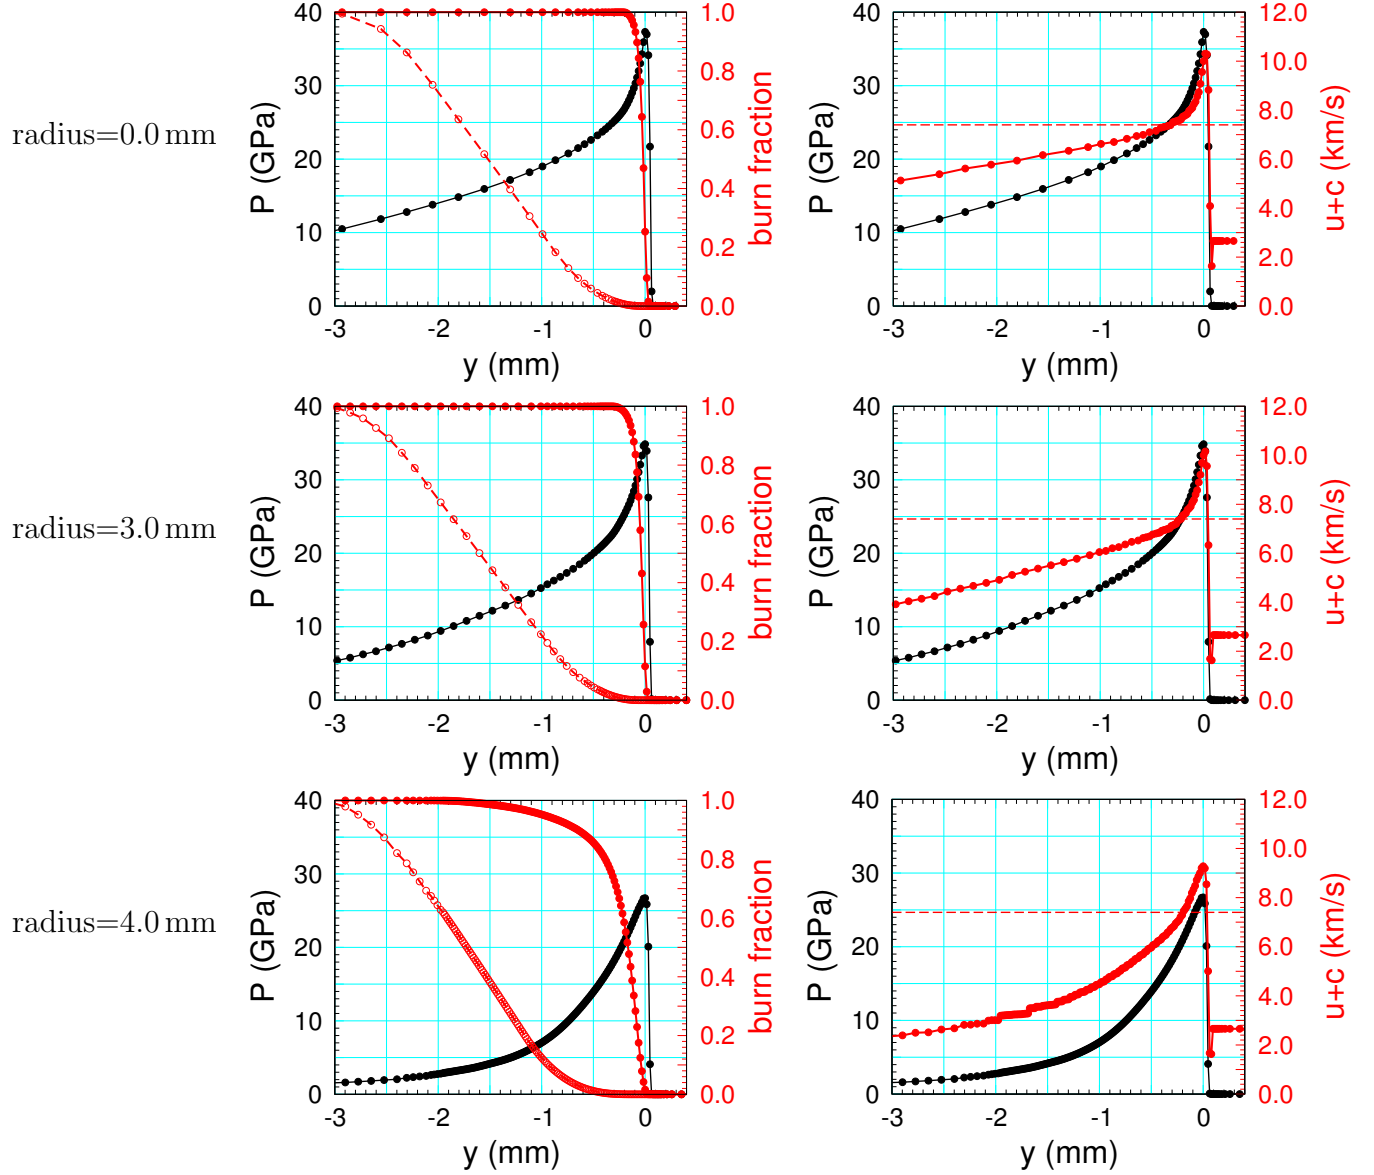 40
30
20
10
0
P (GPa)
1.0
0.8
0.6
0.4
0.2
0.0
burn fraction
-3 -2 -1 0
y (mm)
40
30
20
10
0
P (GPa)
12.0
10.0
8.0
6.0
4.0
2.0
0.0
u+c (km/s)
-3 -2 -1 0
y (mm)
radius=0.0 mm
40
30
20
10
0
P (GPa)
1.0
0.8
0.6
0.4
0.2
0.0
burn fraction
-3 -2 -1 0
y (mm)
40
30
20
10
0
P (GPa)
12.0
10.0
8.0
6.0
4.0
2.0
0.0
u+c (km/s)
-3 -2 -1 0
y (mm)
radius=3.0 mm
40
30
20
10
0
P (GPa)
1.0
0.8
0.6
0.4
0.2
0.0
burn fraction
-3 -2 -1 0
y (mm)
40
30
20
10
0
P (GPa)
12.0
10.0
8.0
6.0
4.0
2.0
0.0
u+c (km/s)
-3 -2 -1 0
y (mm)
radius=4.0 mm